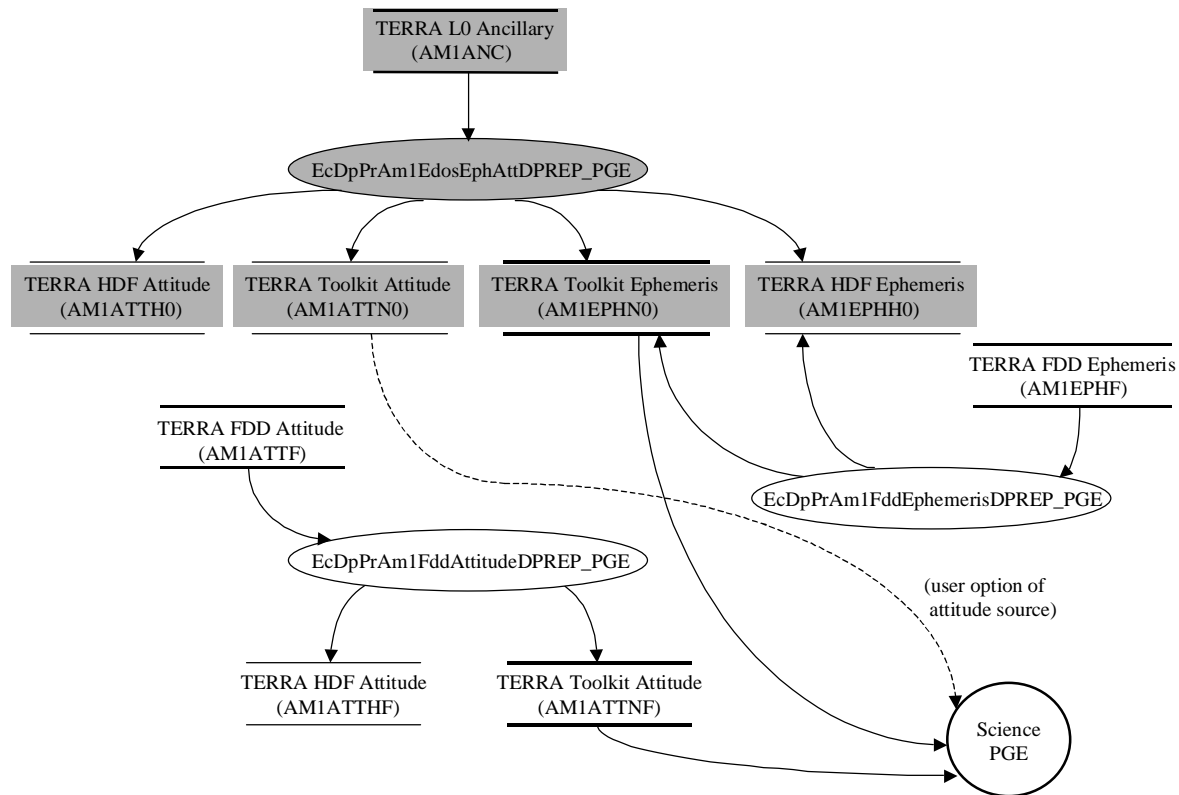 TERRA L0 Ancillary
(AM1ANC)
EcDpPrAm1EdosEphAttDPREP_PGE
TERRA HDF Attitude
(AM1ATTH0)
TERRA Toolkit Attitude
(AM1ATTN0)
TERRA Toolkit Ephemeris
(AM1EPHN0)
TERRA HDF Ephemeris
(AM1EPHH0)
TERRA FDD Ephemeris
(AM1EPHF)
TERRA FDD Attitude
(AM1ATTF)
EcDpPrAm1FddEphemerisDPREP_PGE
EcDpPrAm1FddAttitudeDPREP_PGE
(user option of
attitude source)
TERRA HDF Attitude
(AM1ATTHF)
TERRA Toolkit Attitude
(AM1ATTNF)
Science
PGE